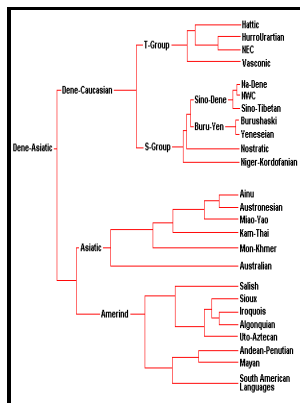 Hattic
HurroUrartian
T-Group
NEC
Vasconic
Dene-Caucasian
Na-Dene
Sino-Dene
NWC
Sino-Tibetan
Buru-Yen
Burushaski
Yeneseian
Dene-Asiatic
S-Group
Nostratic
Niger-Kordofanian
Ainu
Austronesian
Miao-Yao
Kam-Thai
Asiatic
Mon-Khmer
Australian
Salish
Sioux
Amerind
Iroquois
Algonquian
Uto-Aztecan
Andean-Penutian
Mayan
South American
Languages